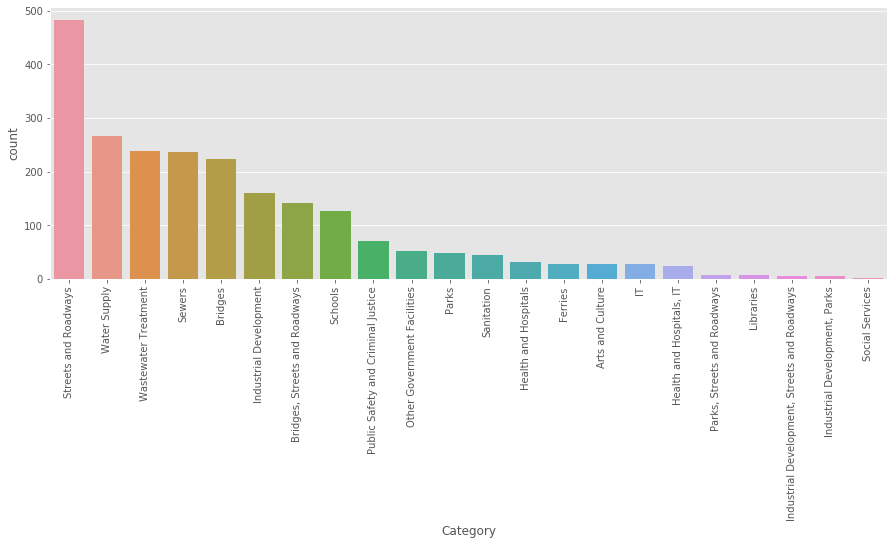 500
400
300
200
100
0
count
Streets and Roadways
Water Supply
Wastewater Treatment
Sewers
Bridges
Industrial Development
Bridges, Streets and Roadways
Schools
Public Safety and Criminal Justice
Other Government Facilities
Parks
Sanitation
Health and Hospitals
Ferries
Arts and Culture
IT
Health and Hospitals, IT
Parks, Streets and Roadways
Libraries
Industrial Development, Streets and Roadways
Industrial Development, Parks
Social Services
Category